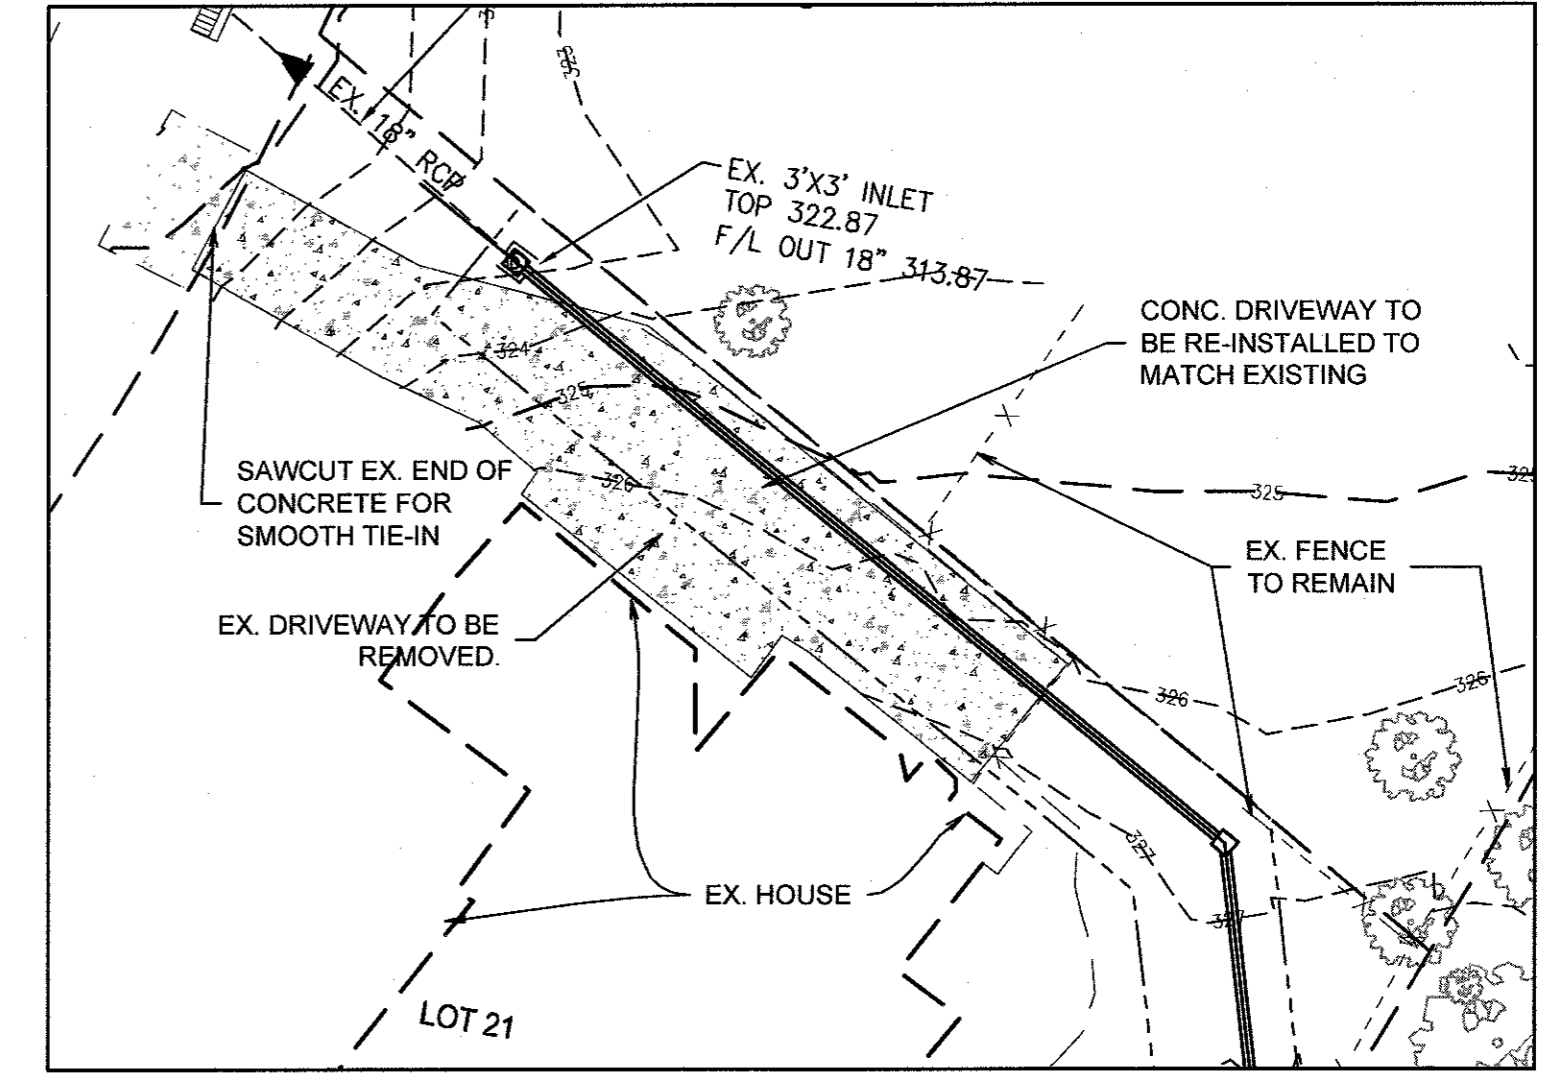 323
EX. 18" RCP
EX. 3'X3' INLET
TOP 322.87
F/L OUT 18" 313.87
CONC. DRIVEWAY TO
BE RE-INSTALLED TO
MATCH EXISTING
324
325
326
325
325
SAWCUT EX. END OF
CONCRETE FOR
SMOOTH TIE-IN
EX. FENCE
TO REMAIN
EX. DRIVEWAY TO BE
REMOVED.
326
326
327
327
EX. HOUSE
LOT 21